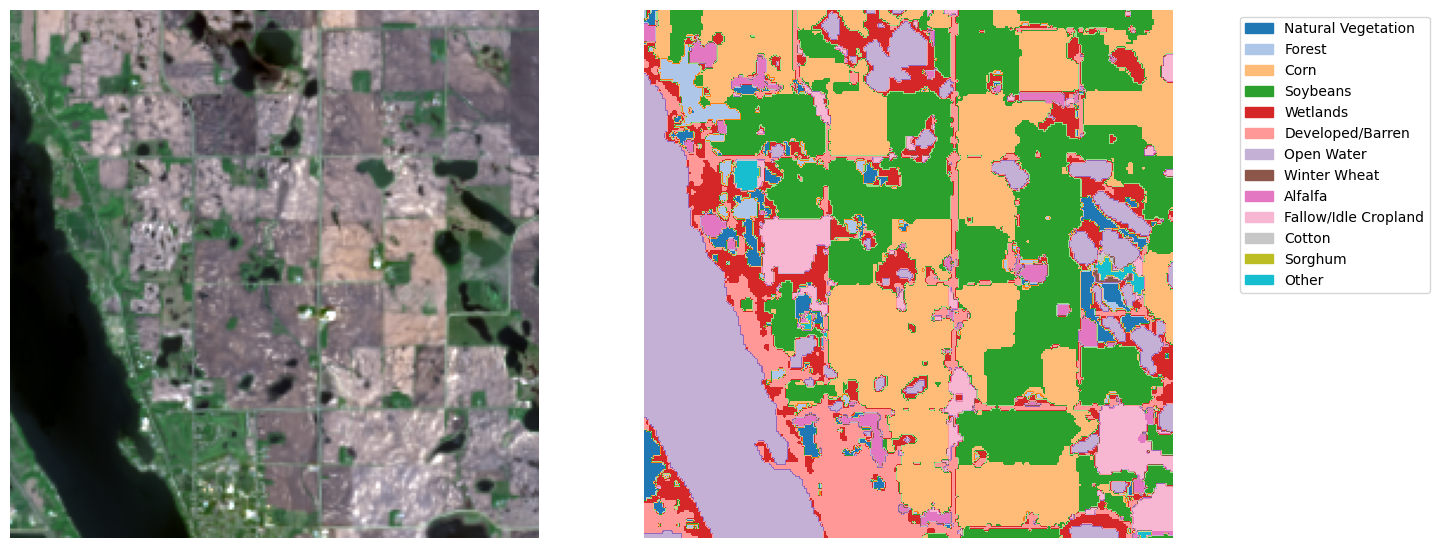 Natural Vegetation
Forest
Corn
Soybeans
Wetlands
Developed/Barren
Open Water
Winter Wheat
Alfalfa
Fallow/Idle Cropland
Cotton
Sorghum
Other